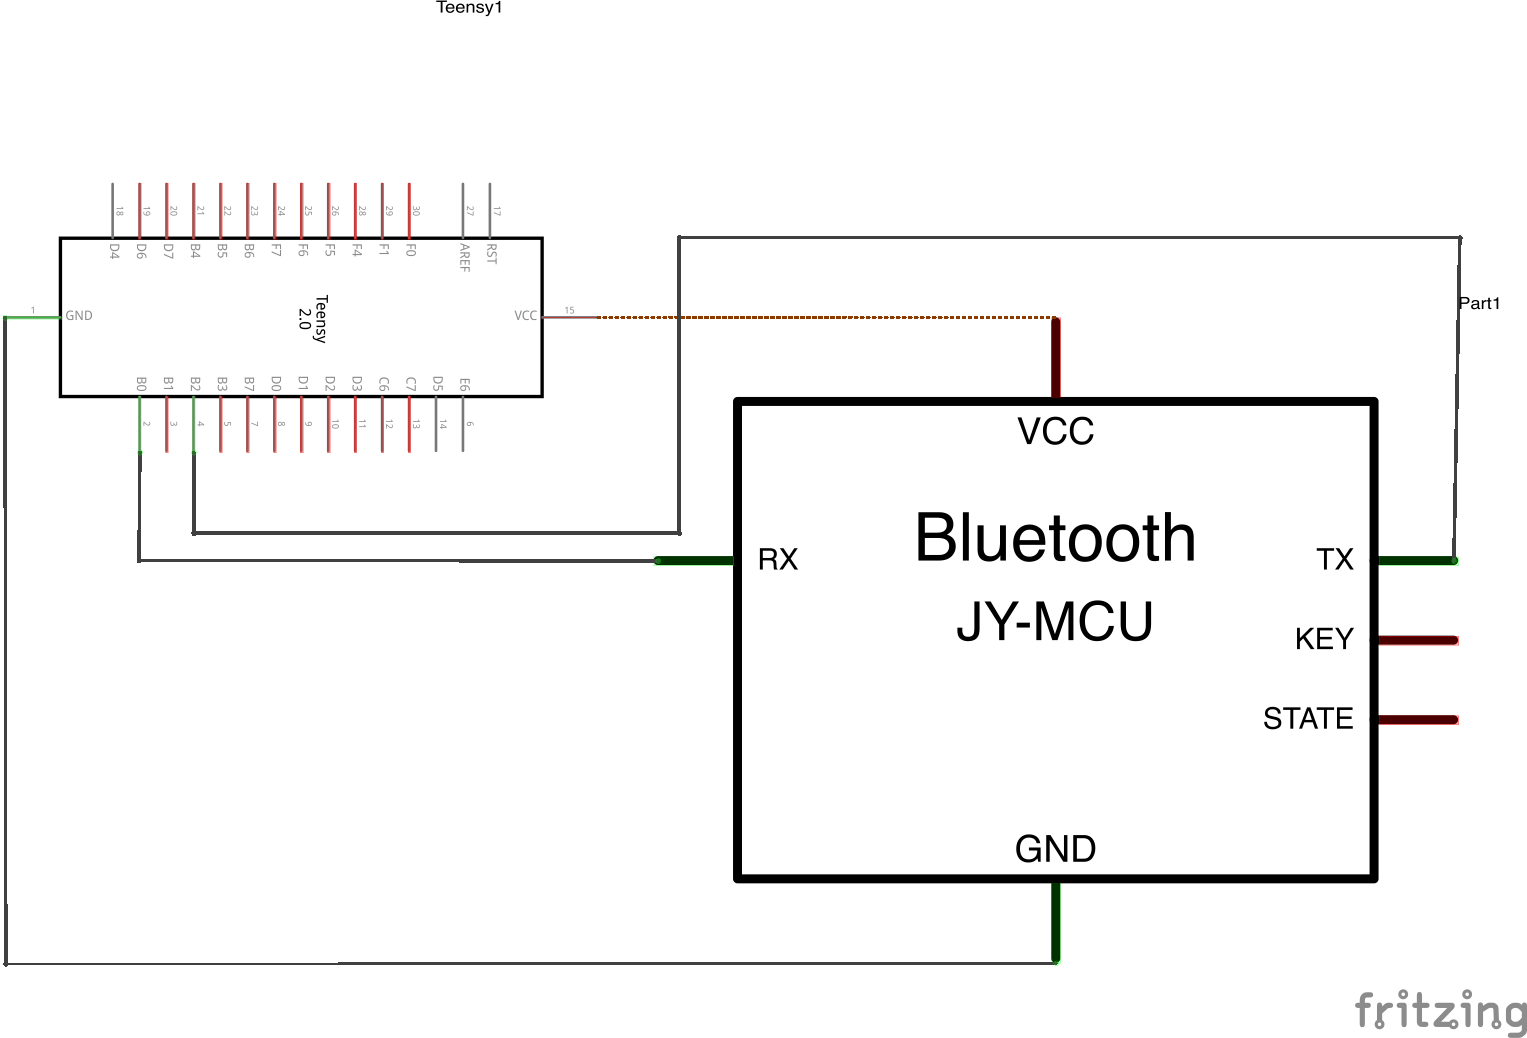 Teensy1
18 19 20 21 22 23 24 25 26 28 29 30 27 17
D4 D6 D7 B4 B5 B6 F7 F6 F5 F4 F1 F0 AREF RST
1 GND
Teensy
2.0
VCC 15
B0 B1 B2 B3 B7 D0 D1 D2 D3 C6 C7 D5 E6
2 3 4 5 7 8 9 10 11 12 13 14 6
Part1
VCC
Bluetooth
JY-MCU
RX
TX
KEY
STATE
GND
fritzing